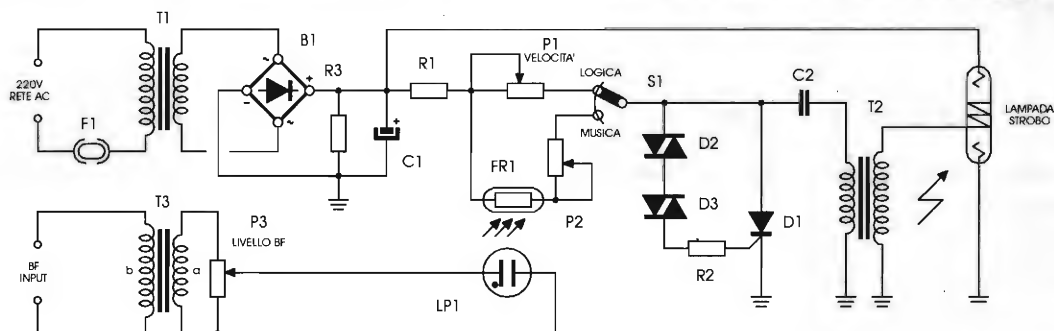 T1
B1
~
+
-
~
220V
RETE AC
F1
R3
+
C1
R1
P1
VELOCITA'
LOGICA
MUSICA
S1
FR1
P2
D2
D3
R2
D1
C2
T2
LAMPADA
STROBO
T3
b
a
BF
INPUT
P3
LIVELLO BF
LP1